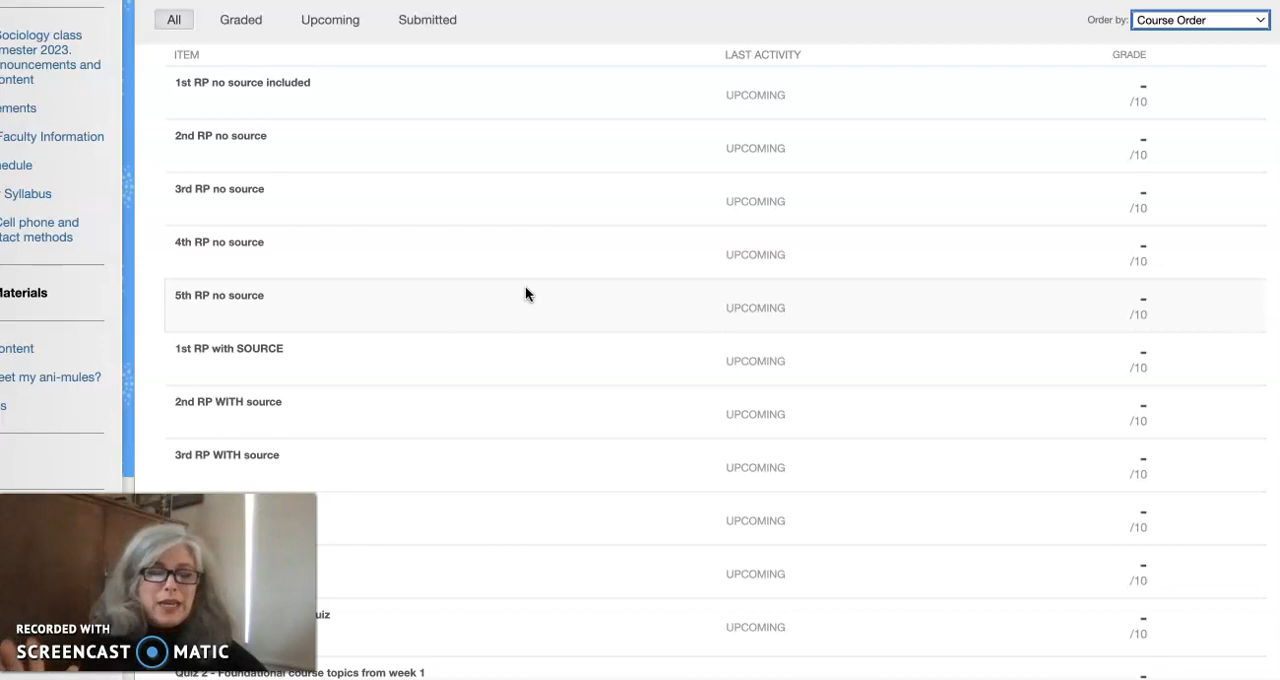 All Graded Upcoming Submitted Order by: Course Order
Sociology class
mester 2023.
nouncements and
ontent
ements
Faculty Information
nedule
Syllabus
Cell phone and
tact methods
Materials
ontent
eet my ani-mules?
s
ITEM LAST ACTIVITY GRADE
1st RP no source included
UPCOMING
-
/10
2nd RP no source
UPCOMING
-
/10
3rd RP no source
UPCOMING
-
/10
4th RP no source
UPCOMING
-
/10
5th RP no source
UPCOMING
-
/10
1st RP with SOURCE
UPCOMING
-
/10
2nd RP WITH source
UPCOMING
-
/10
3rd RP WITH source
UPCOMING
-
/10
UPCOMING
-
/10
UPCOMING
-
/10
uiz
UPCOMING
-
/10
Quiz 2 - Foundational course topics from week 1
-
RECORDED WITH
SCREENCAST MATIC